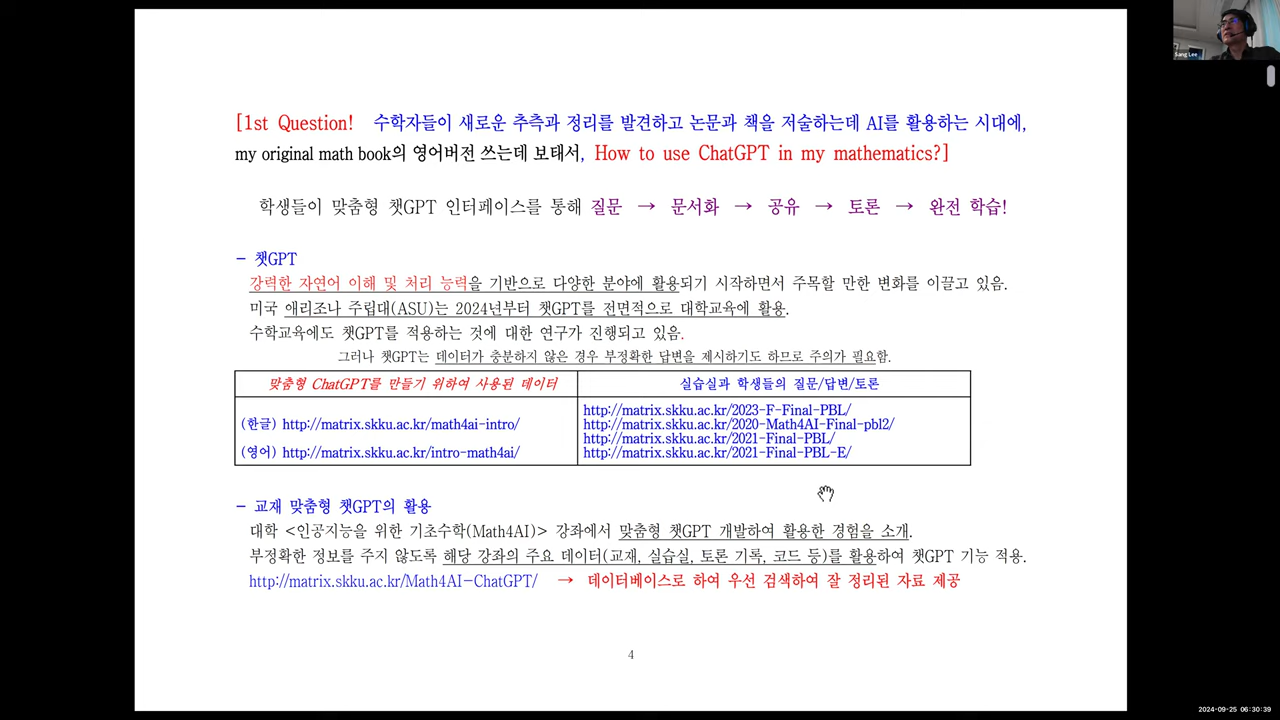 [1st Question! 수학자들이 새로운 추측과 정리를 발견하고 논문과 책을 저술하는데 AI를 활용하는 시대에,
my original math book의 영어버전 쓰는데 보태서, How to use ChatGPT in my mathematics?]
학생들이 맞춤형 챗GPT 인터페이스를 통해 질문 → 문서화 → 공유 → 토론 → 완전 학습!
- 챗GPT
강력한 자연어 이해 및 처리 능력을 기반으로 다양한 분야에 활용되기 시작하면서 주목할 만한 변화를 이끌고 있음.
미국 애리조나 주립대(ASU)는 2024년부터 챗GPT를 전면적으로 대학교육에 활용.
수학교육에도 챗GPT를 적용하는 것에 대한 연구가 진행되고 있음.
그러나 챗GPT는 데이터가 충분하지 않은 경우 부정확한 답변을 제시하기도 하므로 주의가 필요함.
맞춤형 ChatGPT를 만들기 위하여 사용된 데이터
(한글) http://matrix.skku.ac.kr/math4ai-intro/
(영어) http://matrix.skku.ac.kr/intro-math4ai/
실습실과 학생들의 질문/답변/토론
http://matrix.skku.ac.kr/2023-F-Final-PBL/
http://matrix.skku.ac.kr/2020-Math4AI-Final-pbl2/
http://matrix.skku.ac.kr/2021-Final-PBL/
http://matrix.skku.ac.kr/2021-Final-PBL-E/
- 교재 맞춤형 챗GPT의 활용
대학 <인공지능을 위한 기초수학(Math4AI)> 강좌에서 맞춤형 챗GPT 개발하여 활용한 경험을 소개.
부정확한 정보를 주지 않도록 해당 강좌의 주요 데이터(교재, 실습실, 토론 기록, 코드 등)를 활용하여 챗GPT 기능 적용.
http://matrix.skku.ac.kr/Math4AI-ChatGPT/ → 데이터베이스로 하여 우선 검색하여 잘 정리된 자료 제공
4
Sang Lee
2024-09-25 06:30:39